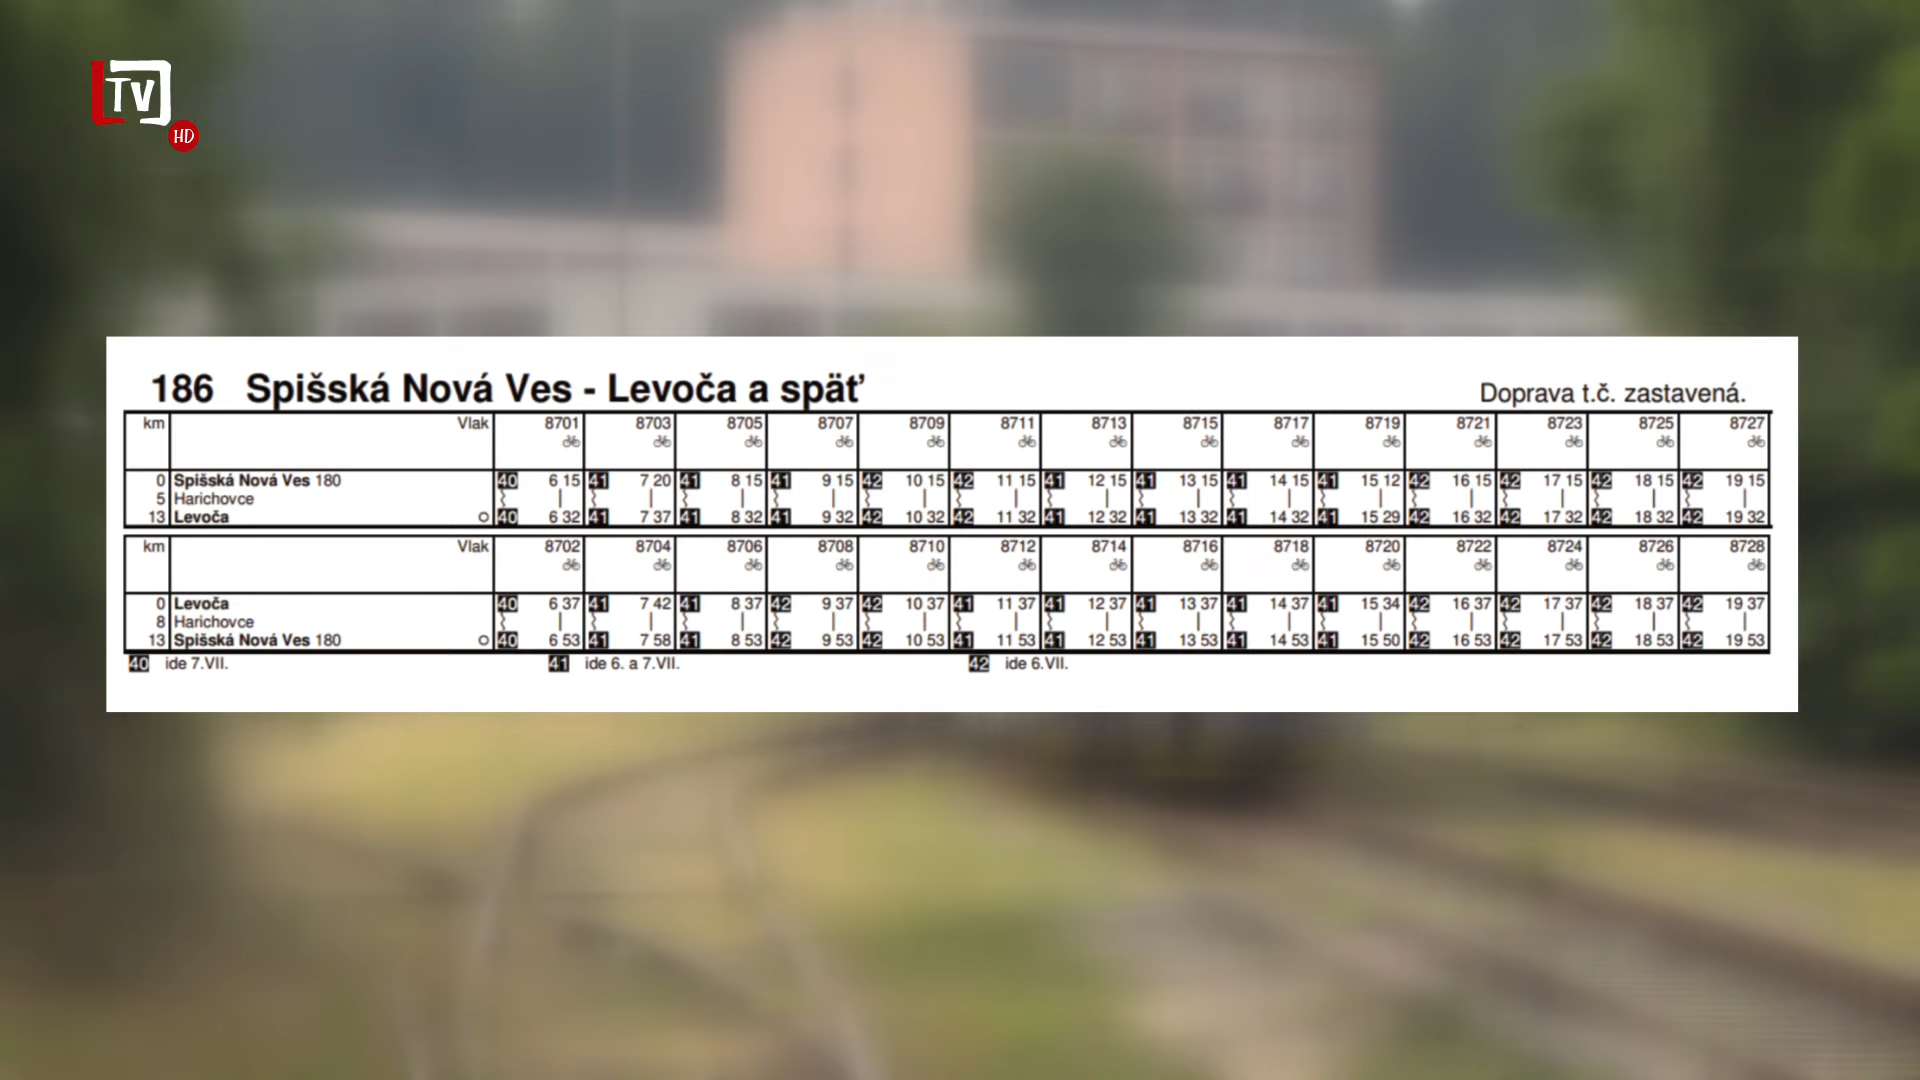 TV
HD
186 Spišská Nová Ves - Levoča a späť
Doprava t.č. zastavená.
km Vlak 8701 8703 8705 8707 8709 8711 8713 8715 8717 8719 8721 8723 8725 8727
0 Spišská Nová Ves 180 40 6 15 41 7 20 41 8 15 41 9 15 42 10 15 42 11 15 41 12 15 41 13 15 41 14 15 41 15 12 42 16 15 42 17 15 42 18 15 42 19 15
5 Harichovce
13 Levoča 40 6 32 41 7 37 41 8 32 41 9 32 42 10 32 42 11 32 41 12 32 41 13 32 41 14 32 41 15 29 42 16 32 42 17 32 42 18 32 42 19 32
km Vlak 8702 8704 8706 8708 8710 8712 8714 8716 8718 8720 8722 8724 8726 8728
0 Levoča 40 6 37 41 7 42 41 8 37 42 9 37 42 10 37 41 11 37 41 12 37 41 13 37 41 14 37 41 15 34 42 16 37 42 17 37 42 18 37 42 19 37
8 Harichovce
13 Spišská Nová Ves 180 40 6 53 41 7 58 41 8 53 42 9 53 42 10 53 41 11 53 41 12 53 41 13 53 41 14 53 41 15 50 42 16 53 42 17 53 42 18 53 42 19 53
40 ide 7.VII. 41 ide 6. a 7.VII. 42 ide 6.VII.